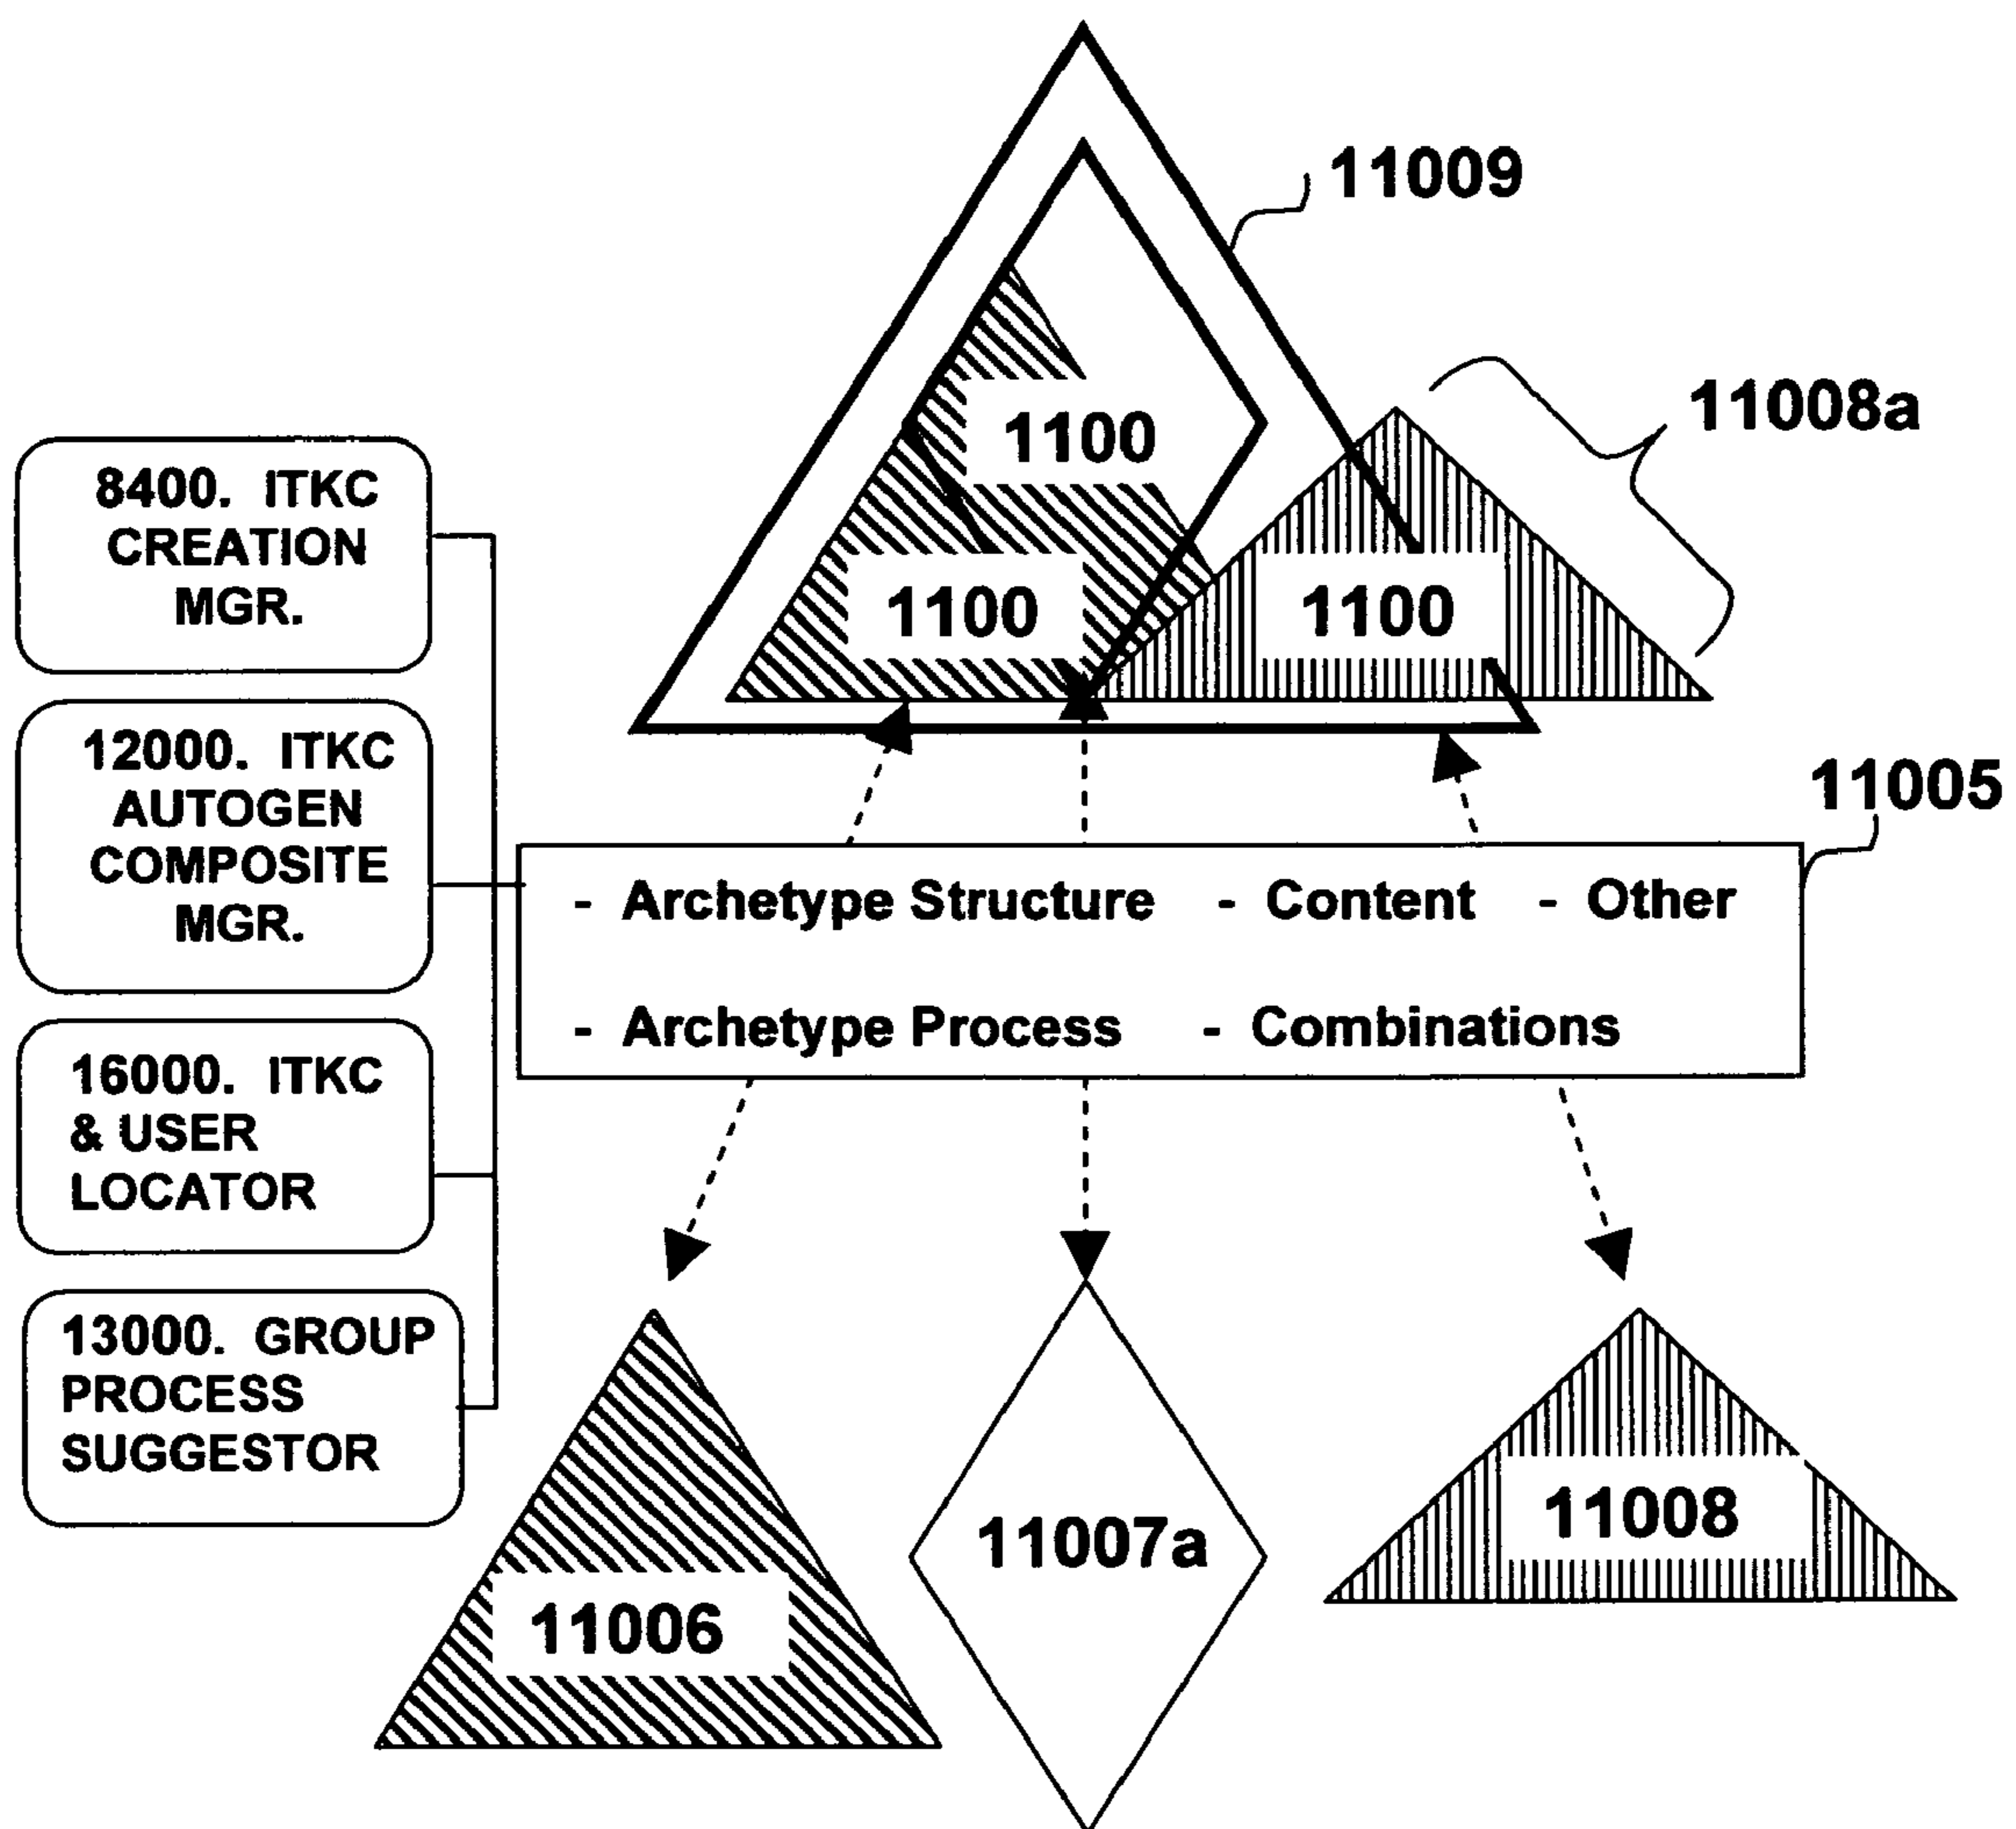 11009
11008a
1100
1100
1100
8400. ITKC
CREATION
MGR.
12000. ITKC
AUTOGEN
COMPOSITE
MGR.
16000. ITKC
& USER
LOCATOR
13000. GROUP
PROCESS
SUGGESTOR
11005
- Archetype Structure - Content - Other
- Archetype Process - Combinations
11006
11007a
11008